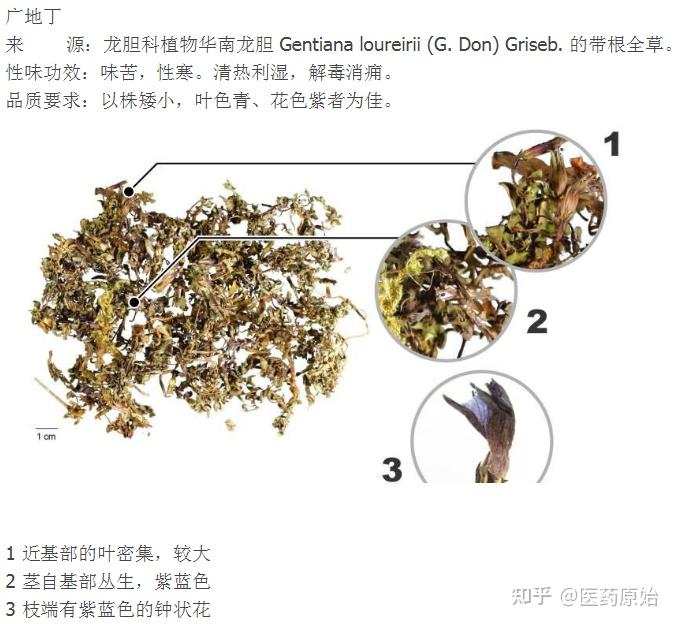 广地丁
来　　源：龙胆科植物华南龙胆 Gentiana loureirii (G. Don) Griseb. 的带根全草。
性味功效：味苦，性寒。清热利湿，解毒消痈。
品质要求：以株矮小，叶色青、花色紫者为佳。
1
2
3
1 cm
1 近基部的叶密集，较大
2 茎自基部丛生，紫蓝色
3 枝端有紫蓝色的钟状花
知乎 @医药原始